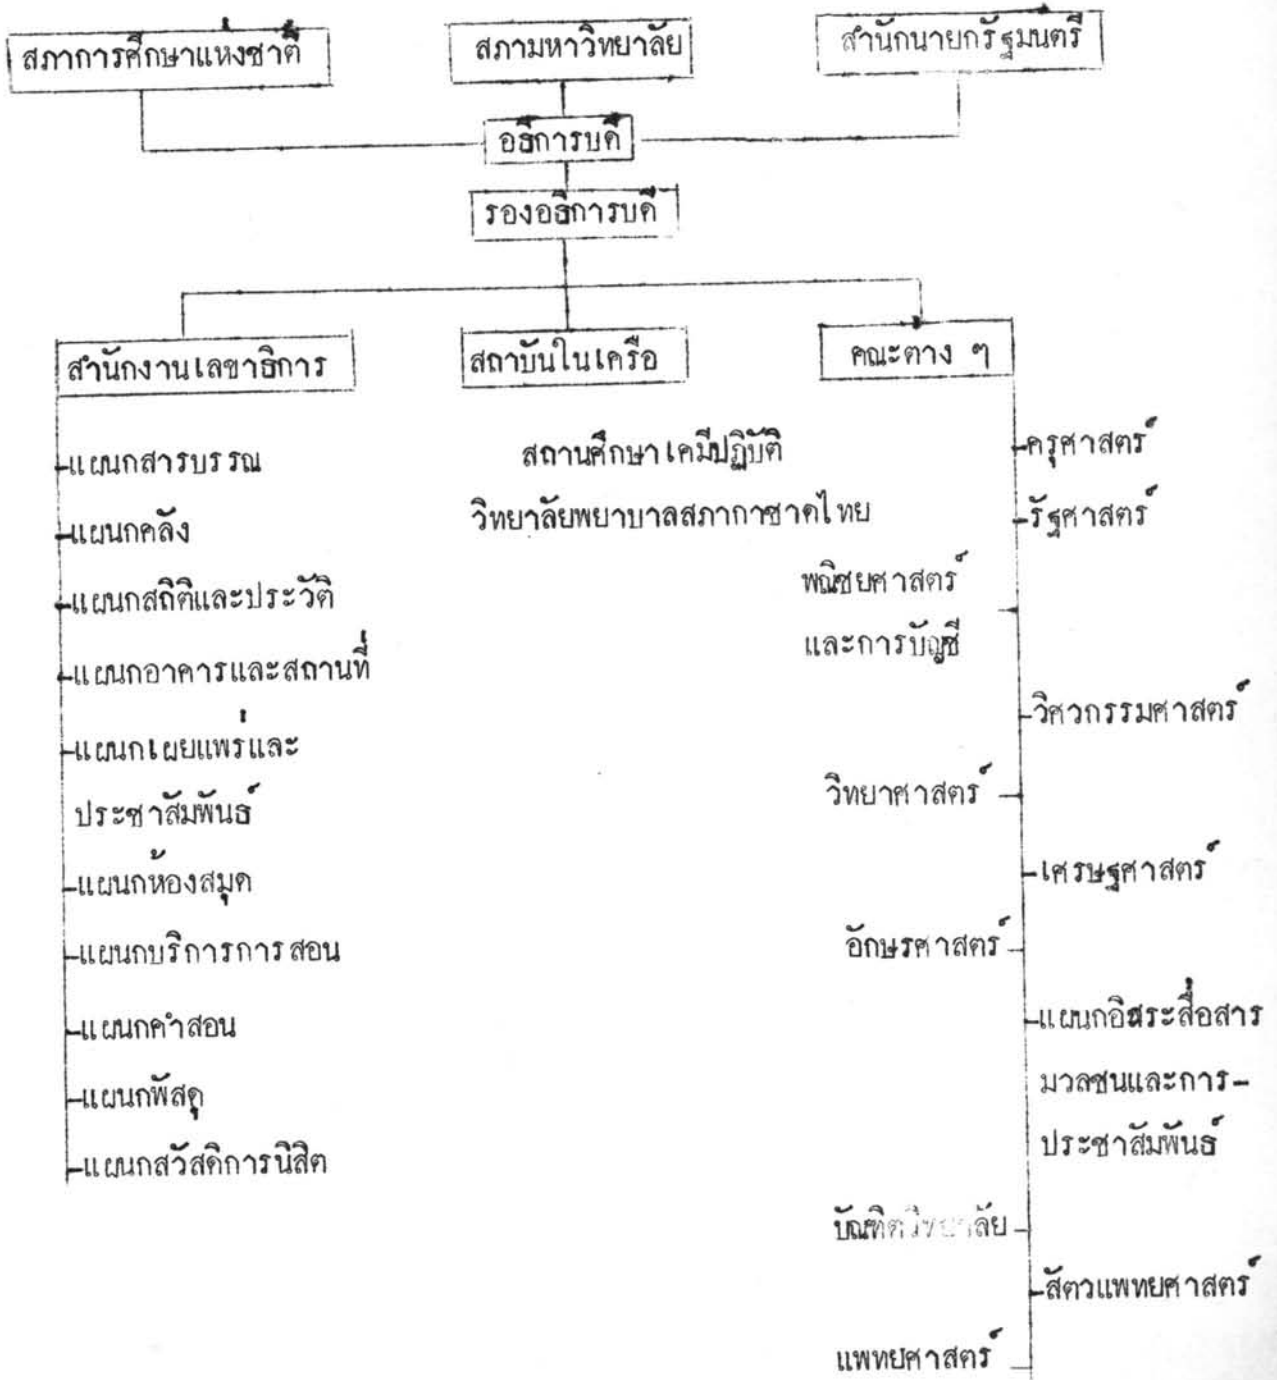 สภาการศึกษาแห่งชาติ
สภามหาวิทยาลัย
สำนักนายกรัฐมนตรี
อธิการบดี
รองอธิการบดี
สำนักงานเลขาธิการ
สถาบันในเครือ
คณะตาง ๆ
แผนกสารบรรณ
แผนกคลัง
แผนกสถิติและประวัติ
แผนกอาคารและสถานที่
แผนกเผยแพร่และ
ประชาสัมพันธ์
แผนกห้องสมุด
แผนกบริการการสอน
แผนกคำสอน
แผนกพัสดุ
แผนกสวัสดิการนิสิต
สถานศึกษาเคมีปฏิบัติ
วิทยาลัยพยาบาลสภากาชาดไทย
ครุศาสตร์
รัฐศาสตร์
พณิชยศาสตร์
และการบัญชี
วิศวกรรมศาสตร์
วิทยาศาสตร์
เศรษฐศาสตร์
อักษรศาสตร์
แผนกอิสระสื่อสาร
มวลชนและการ-
ประชาสัมพันธ์
บัณฑิตวิทยาลัย
สัตวแพทยศาสตร์
แพทยศาสตร์